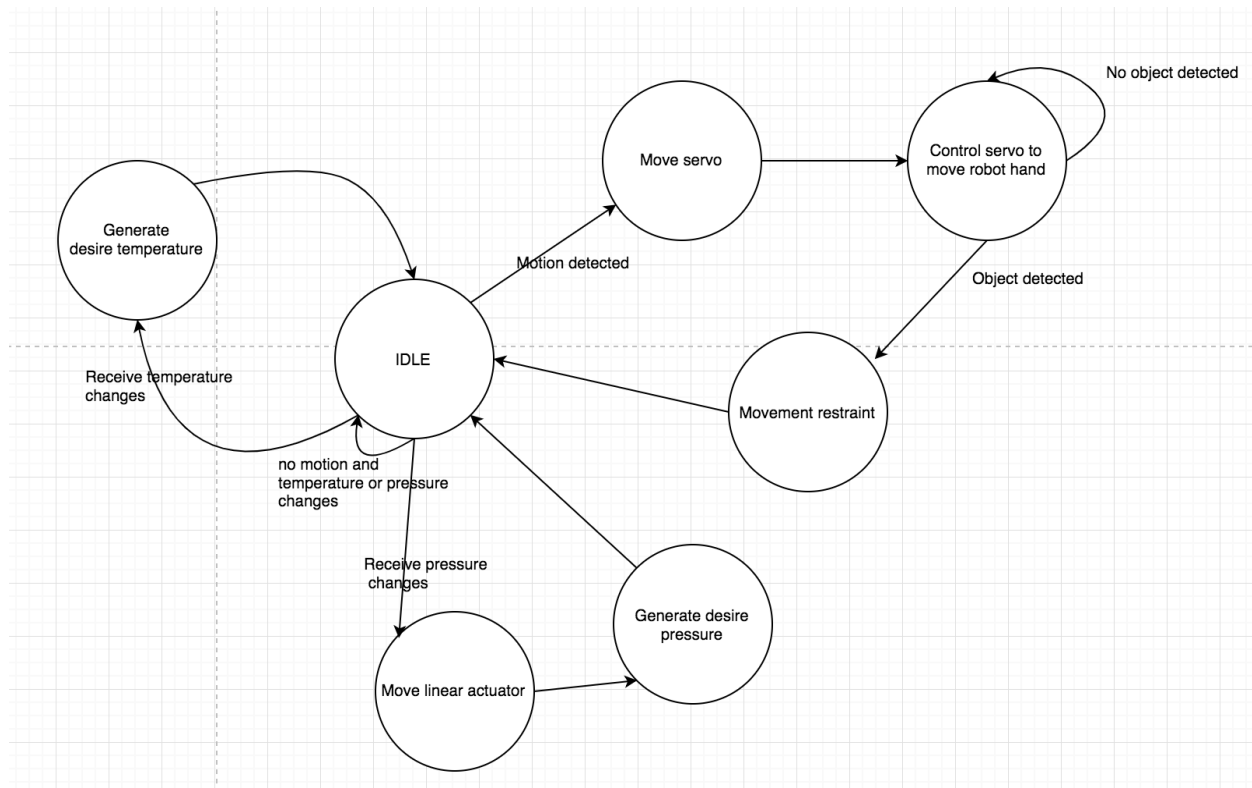 No object detected
Move servo
Control servo to
move robot hand
Generate
desire temperature
Motion detected
Object detected
IDLE
Receive temperature
changes
Movement restraint
no motion and
temperature or pressure
changes
Receive pressure
changes
Generate desire
pressure
Move linear actuator